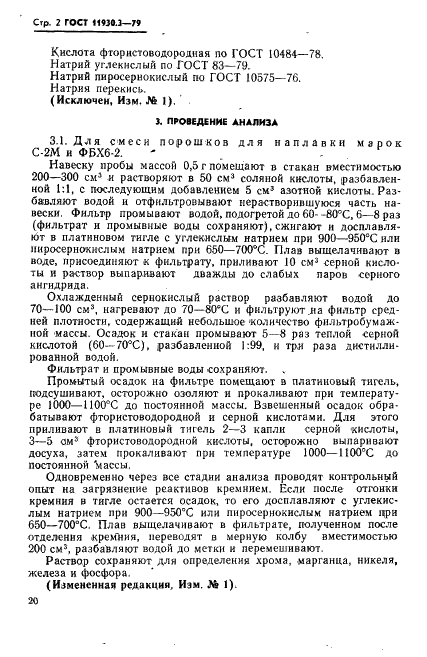 Стр. 2 ГОСТ 11930.3—79
Кислота фтористоводородная по ГОСТ 10484—78.
Натрий углекислый по ГОСТ 83—79.
Натрий пиросернокислый по ГОСТ 10575—76.
Натрия перекись.
(Исключен, Изм. № 1).
3. ПРОВЕДЕНИЕ АНАЛИЗА
3.1. Для смеси порошков для наплавки марок
С-2М и ФБХ6-2.
Навеску пробы массой 0,5 г помещают в стакан вместимостью
200—300 см³ и растворяют в 50 см³ соляной кислоты, разбавлен-
ной 1:1, с последующим добавлением 5 см³ азотной кислоты. Раз-
бавляют водой и отфильтровывают нерастворившуюся часть на-
вески. Фильтр промывают водой, подогретой до 60—80°С, 6—8 раз
(фильтрат и промывные воды сохраняют), сжигают и досплавля-
ют в платиновом тигле с углекислым натрием при 900—950°С или
пиросернокислым натрием при 650—700°С. Плав выщелачивают в
воде, присоединяют к фильтрату, приливают 10 см³ серной кисло-
ты и раствор выпаривают дважды до слабых паров серного
ангидрида.
Охлажденный сернокислый раствор разбавляют водой до
70—100 см³, нагревают до 70—80°С и фильтруют на фильтр сред-
ней плотности, содержащий небольшое количество фильтробумаж-
ной массы. Осадок и стакан промывают 5—8 раз теплой серной
кислотой (60—70°С), разбавленной 1:99, и три раза дистилли-
рованной водой.
Фильтрат и промывные воды сохраняют.
Промытый осадок на фильтре помещают в платиновый тигель,
подсушивают, осторожно озоляют и прокаливают при температу-
ре 1000—1100°С до постоянной массы. Взвешенный осадок обра-
батывают фтористоводородной и серной кислотами. Для этого
приливают в платиновый тигель 2—3 капли серной кислоты,
3—5 см³ фтористоводородной кислоты, осторожно выпаривают
досуха, затем прокаливают при температуре 1000—1100°С до
постоянной массы.
Одновременно через все стадии анализа проводят контрольный
опыт на загрязнение реактивов кремнием. Если после отгонки
кремния в тигле остается осадок, то его доплавляют с углекис-
лым натрием при 900—950°С или пиросернокислым натрием при
650—700°С. Плав выщелачивают в фильтрате, полученном после
отделения кремния, переводят в мерную колбу вместимостью
200 см³, разбавляют водой до метки и перемешивают.
Раствор сохраняют для определения хрома, марганца, никеля,
железа и фосфора.
(Измененная редакция, Изм. № 1).
20